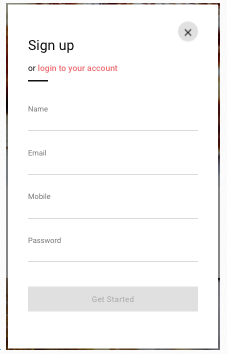 Sign up
or login to your account
Name
Email
Mobile
Password
Get Started